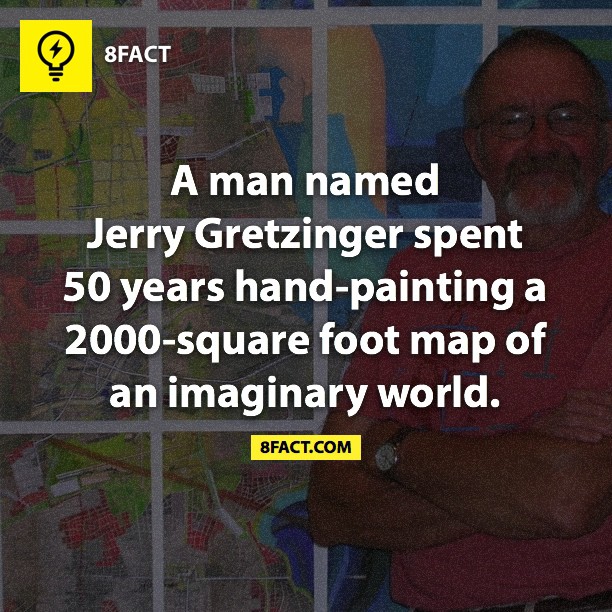 8FACT
A man named
Jerry Gretzinger spent
50 years hand-painting a
2000-square foot map of
an imaginary world.
8FACT.COM